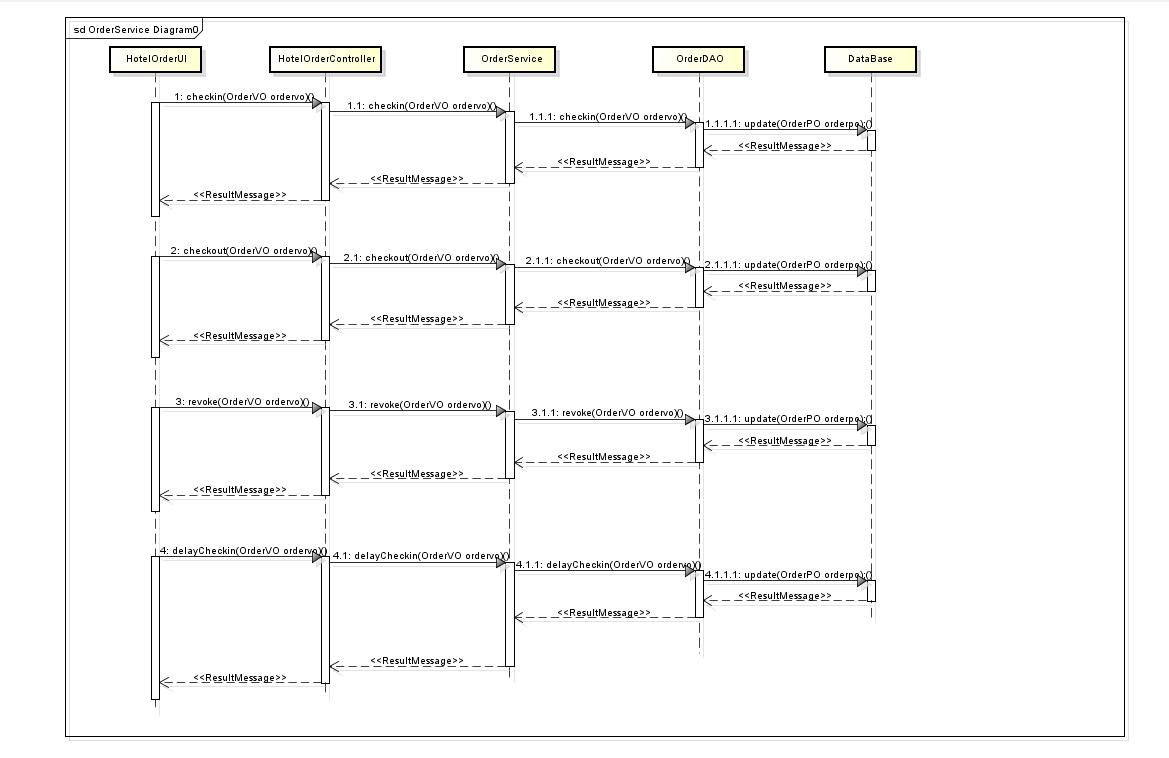 sd OrderService Diagram0
HotelOrderUI HotelOrderController OrderService OrderDAO DataBase
1: checkin(OrderVO ordervo)()
1.1: checkin(OrderVO ordervo)()
1.1.1: checkin(OrderVO ordervo)()
1.1.1.1: update(OrderPO orderpo;()
<<ResultMessage>>
<<ResultMessage>>
<<ResultMessage>>
<<ResultMessage>>
2: checkout(OrderVO ordervo)()
2.1: checkout(OrderVO ordervo)()
2.1.1: checkout(OrderVO ordervo)()
2.1.1.1: update(OrderPO orderpo;()
<<ResultMessage>>
<<ResultMessage>>
<<ResultMessage>>
<<ResultMessage>>
3: revoke(OrderVO ordervo)()
3.1: revoke(OrderVO ordervo)()
3.1.1: revoke(OrderVO ordervo)()
3.1.1.1: update(OrderPO orderpo;()
<<ResultMessage>>
<<ResultMessage>>
<<ResultMessage>>
<<ResultMessage>>
4: delayCheckin(OrderVO ordervo)()
4.1: delayCheckin(OrderVO ordervo)()
4.1.1: delayCheckin(OrderVO ordervo)()
4.1.1.1: update(OrderPO orderpo;()
<<ResultMessage>>
<<ResultMessage>>
<<ResultMessage>>
<<ResultMessage>>